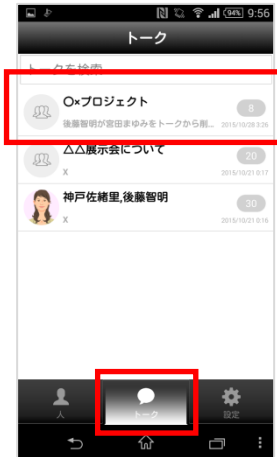 94% 9:56
トーク
トークを検索
O×プロジェクト
8
後藤智明が宮田まゆみをトークから削...
2015/10/28 3:26
△△展示会について
20
X
2015/10/21 0:17
神戸佐緒里,後藤智明
30
X
2015/10/21 0:16
人
トーク
設定